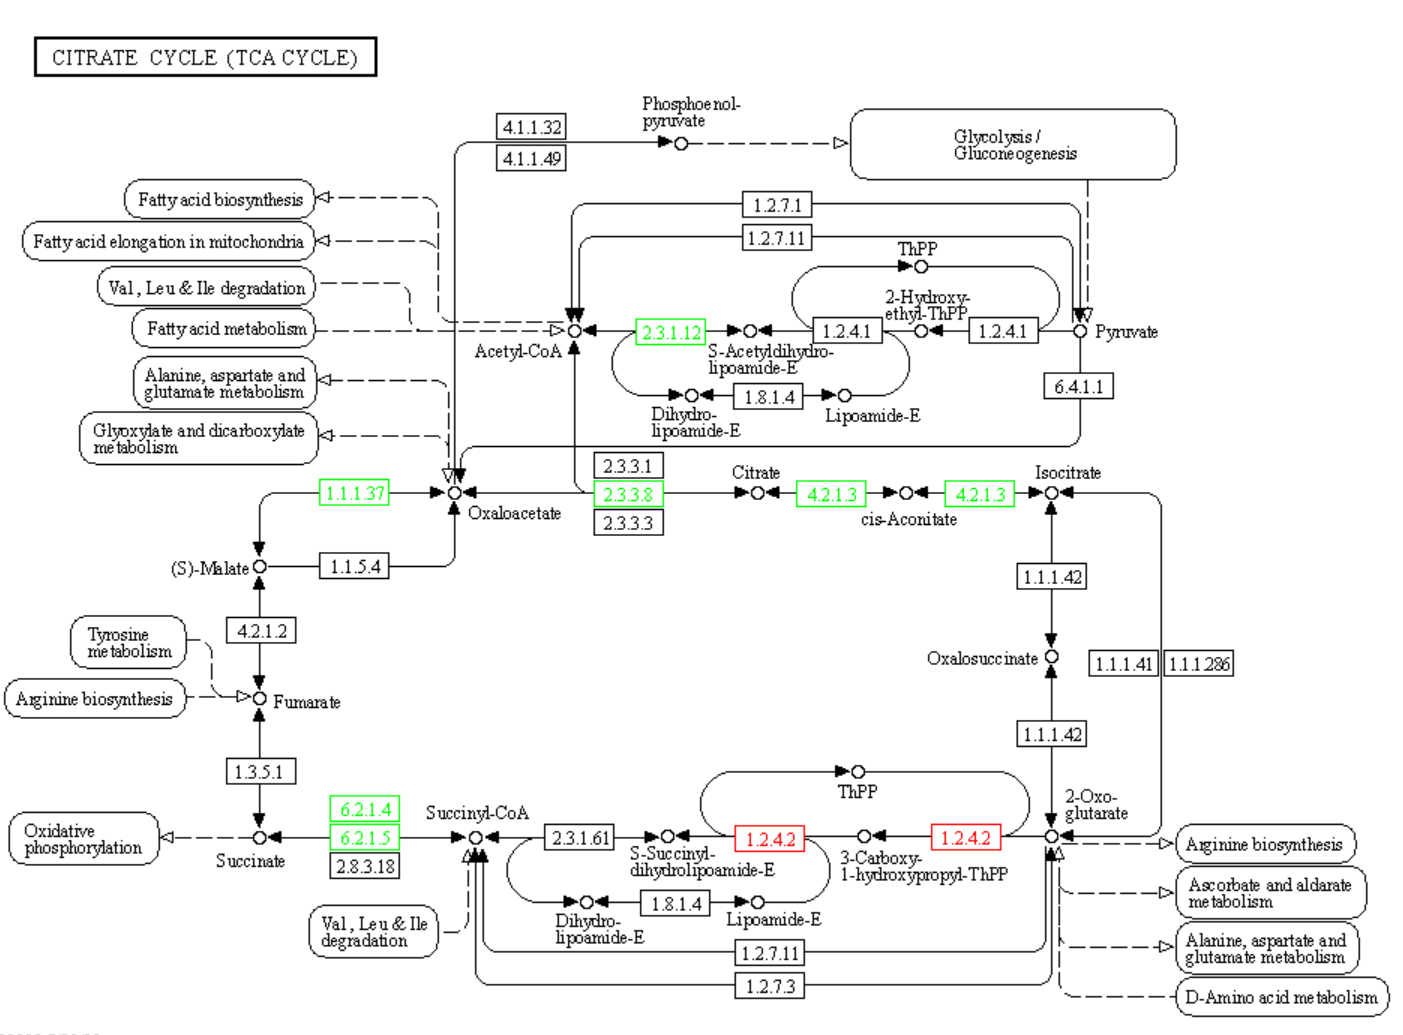 CITRATE CYCLE (TCA CYCLE)
Phosphoenol-
pyruvate
4.1.1.32
4.1.1.49
Glycolysis /
Gluconeogenesis
Fatty acid biosynthesis
Fatty acid elongation in mitochondria
Val, Leu & Ile degradation
Fatty acid metabolism
Alanine, aspartate and
glutamate metabolism
Glyoxylate and dicarboxylate
metabolism
1.2.7.1
1.2.7.11
ThPP
2-Hydroxy-
ethyl-ThPP
Acetyl-CoA
2.3.1.12
S-Acetyldihydro-
lipoamide-E
1.2.4.1
1.2.4.1
Pyruvate
6.4.1.1
Dihydro-
lipoamide-E
1.8.1.4
Lipoamide-E
1.1.1.37
Oxaloacetate
2.3.3.1
2.3.3.8
2.3.3.3
Citrate
4.2.1.3
cis-Aconitate
4.2.1.3
Isocitrate
(S)-Malate
1.1.5.4
1.1.1.42
4.2.1.2
Tyrosine
metabolism
Arginine biosynthesis
Fumarate
Oxalosuccinate
1.1.1.41
1.1.1.286
1.1.1.42
1.3.5.1
ThPP
2-Oxo-
glutarate
Oxidative
phosphorylation
Succinate
6.2.1.4
6.2.1.5
2.8.3.18
Succinyl-CoA
2.3.1.61
S-Succinyl-
dihydrolipoamide-E
1.2.4.2
3-Carboxy-
1-hydroxypropyl-ThPP
1.2.4.2
Val, Leu & Ile
degradation
Dihydro-
lipoamide-E
1.8.1.4
Lipoamide-E
1.2.7.11
1.2.7.3
Arginine biosynthesis
Ascorbate and aldarate
metabolism
Alanine, aspartate and
glutamate metabolism
D-Amino acid metabolism